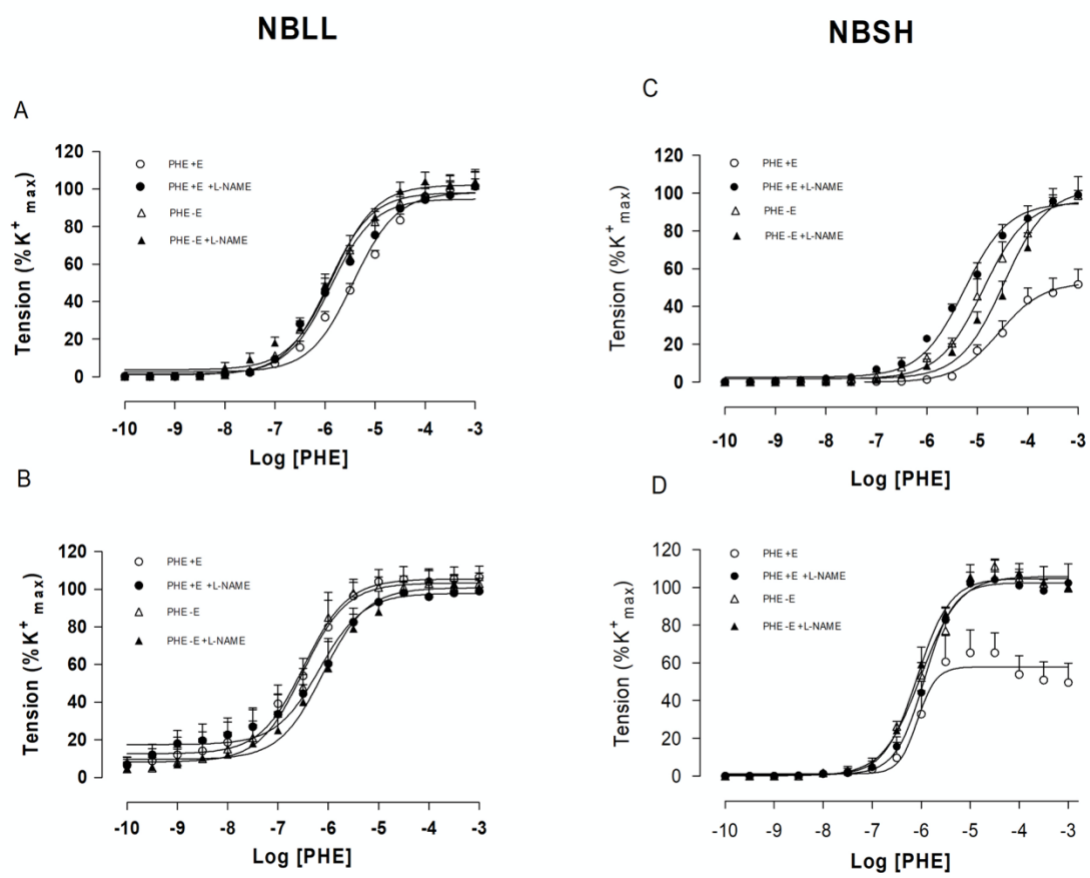 NBLL
NBSH
A
120
100
80
60
40
20
0
Tension (%K⁺max)
PHE +E
PHE +E +L-NAME
PHE -E
PHE -E +L-NAME
-10 -9 -8 -7 -6 -5 -4 -3
Log [PHE]
C
120
100
80
60
40
20
0
Tension (%K⁺max)
PHE +E
PHE +E +L-NAME
PHE -E
PHE -E +L-NAME
-10 -9 -8 -7 -6 -5 -4 -3
Log [PHE]
B
120
100
80
60
40
20
0
Tension (%K⁺max)
PHE +E
PHE +E +L-NAME
PHE -E
PHE -E +L-NAME
-10 -9 -8 -7 -6 -5 -4 -3
Log [PHE]
D
120
100
80
60
40
20
0
Tension (%K⁺max)
PHE +E
PHE +E +L-NAME
PHE -E
PHE -E +L-NAME
-10 -9 -8 -7 -6 -5 -4 -3
Log [PHE]